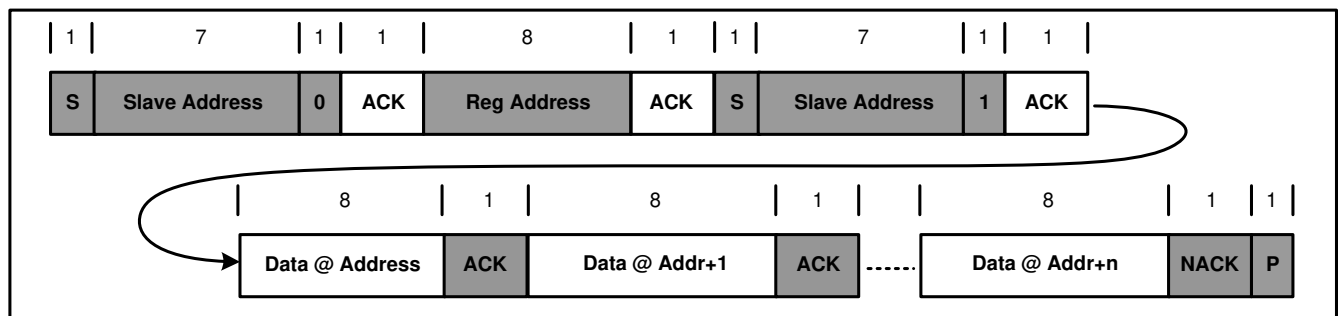 1 7 1 1 8 1 1 7 1 1
S Slave Address 0 ACK Reg Address ACK S Slave Address 1 ACK
8 1 8 1 8 1 1
Data @ Address ACK Data @ Addr+1 ACK Data @ Addr+n NACK P